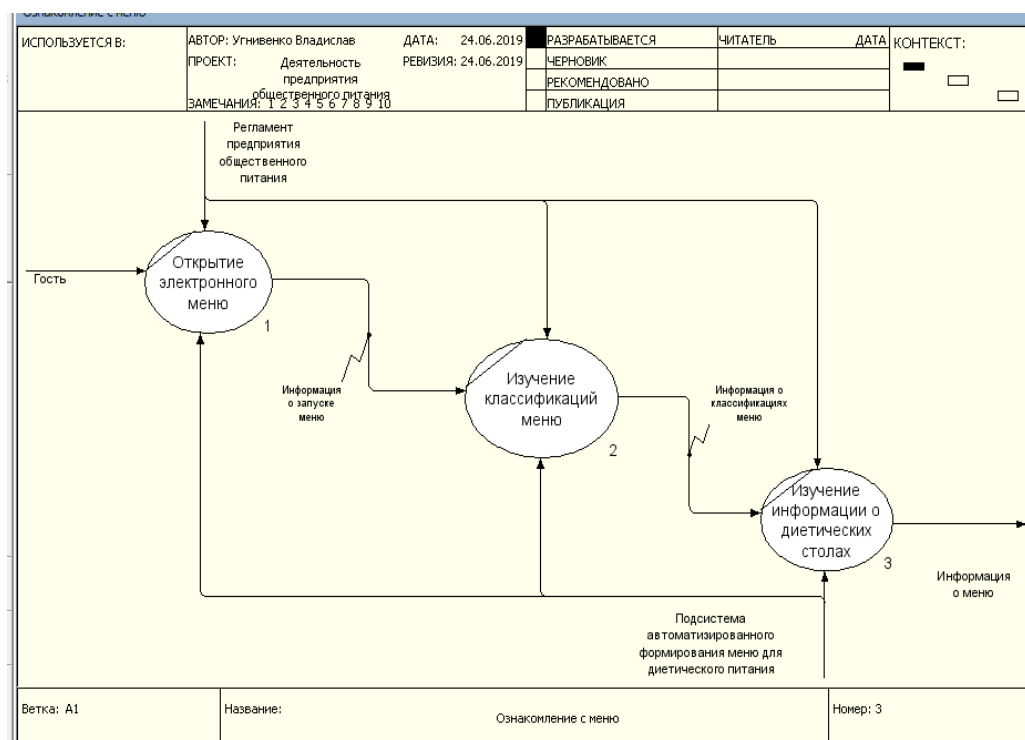 Ознакомление с меню
ИСПОЛЬЗУЕТСЯ В:
АВТОР: Угнивенко Владислав
ДАТА: 24.06.2019
ПРОЕКТ: Деятельность
предприятия
общественного питания
РЕВИЗИЯ: 24.06.2019
ЗАМЕЧАНИЯ: 1 2 3 4 5 6 7 8 9 10
РАЗРАБАТЫВАЕТСЯ
ЧЕРНОВИК
РЕКОМЕНДОВАНО
ПУБЛИКАЦИЯ
ЧИТАТЕЛЬ
ДАТА
КОНТЕКСТ:
Регламент
предприятия
общественного
питания
Гость
Открытие
электронного
меню
1
Информация
о запуске
меню
Изучение
классификаций
меню
2
Информация о
классификациях
меню
Изучение
информации о
диетических
столах
3
Информация
о меню
Подсистема
автоматизированного
формирования меню для
диетического питания
Ветка: A1
Название:
Ознакомление с меню
Номер: 3